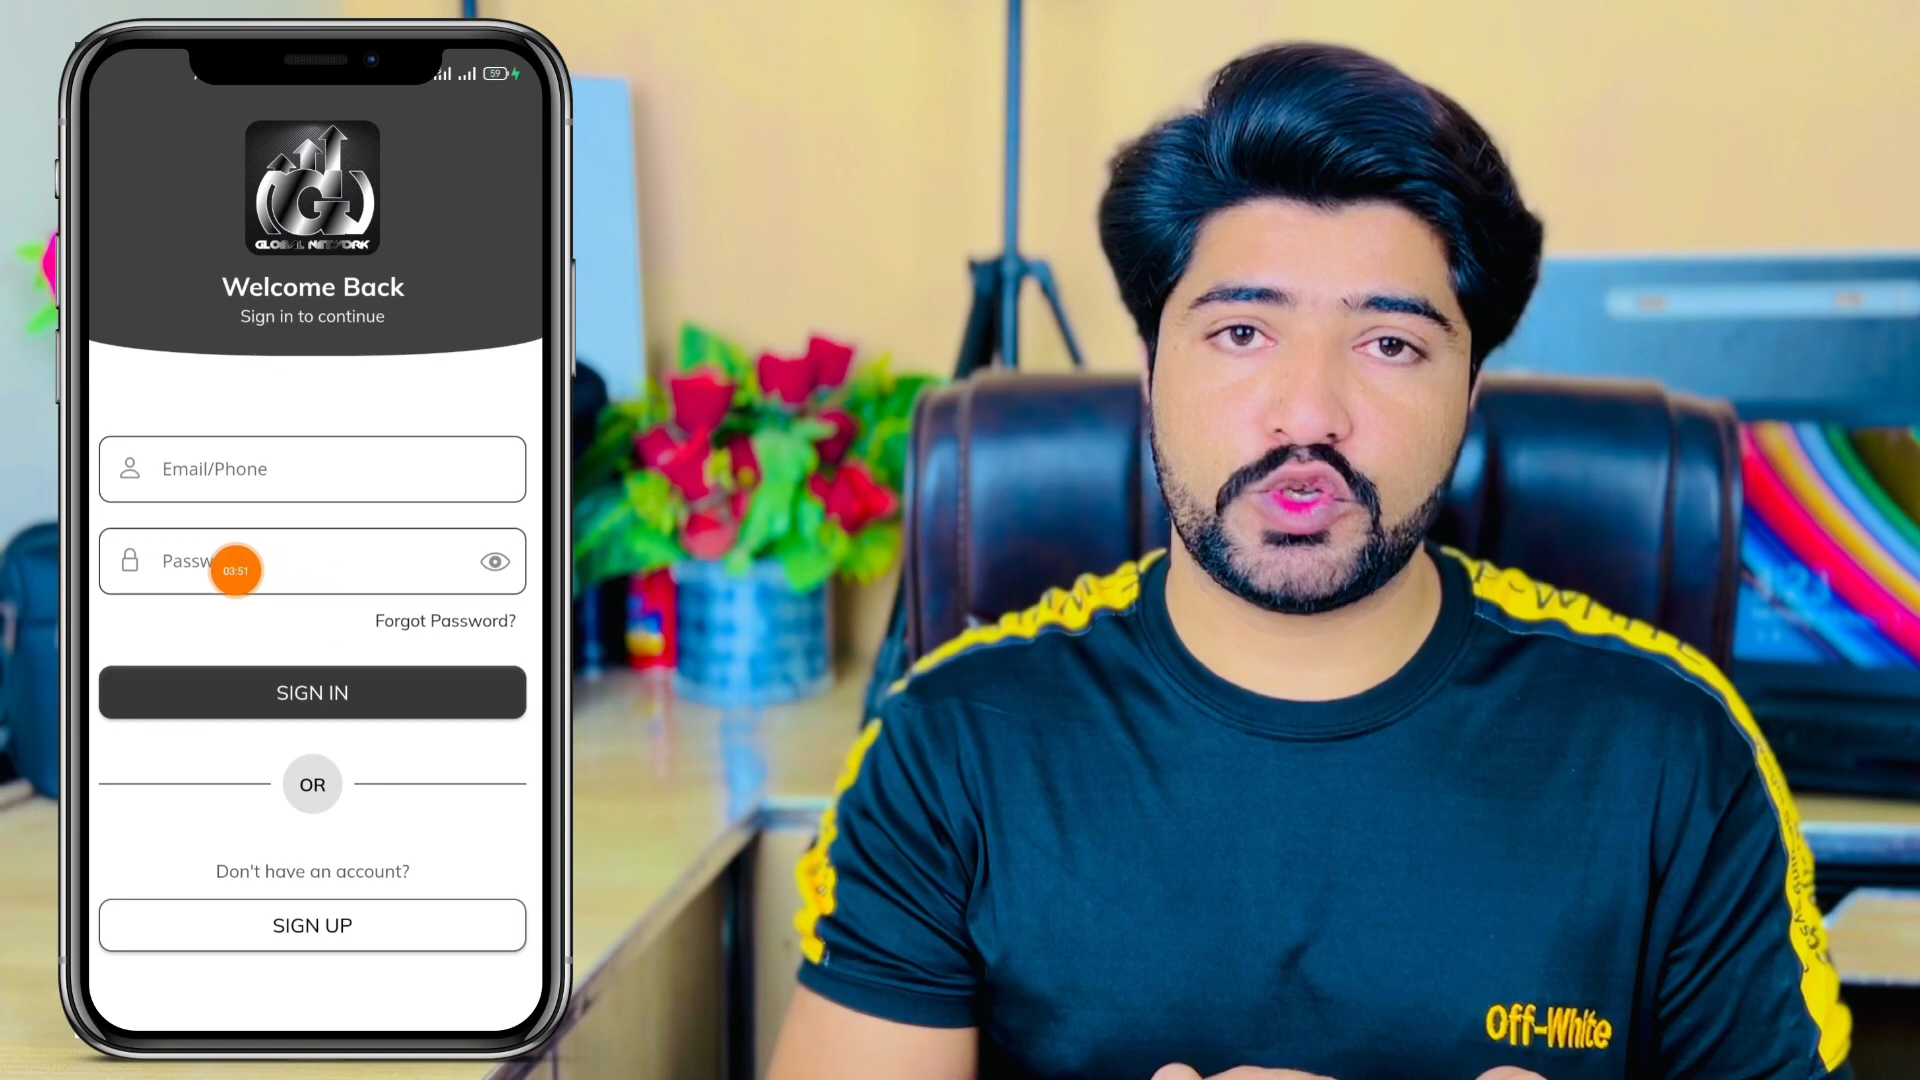 59
GLOBAL NETWORK
Welcome Back
Sign in to continue
Email/Phone
Passw
03:51
Forgot Password?
SIGN IN
OR
Don't have an account?
SIGN UP
Off-White